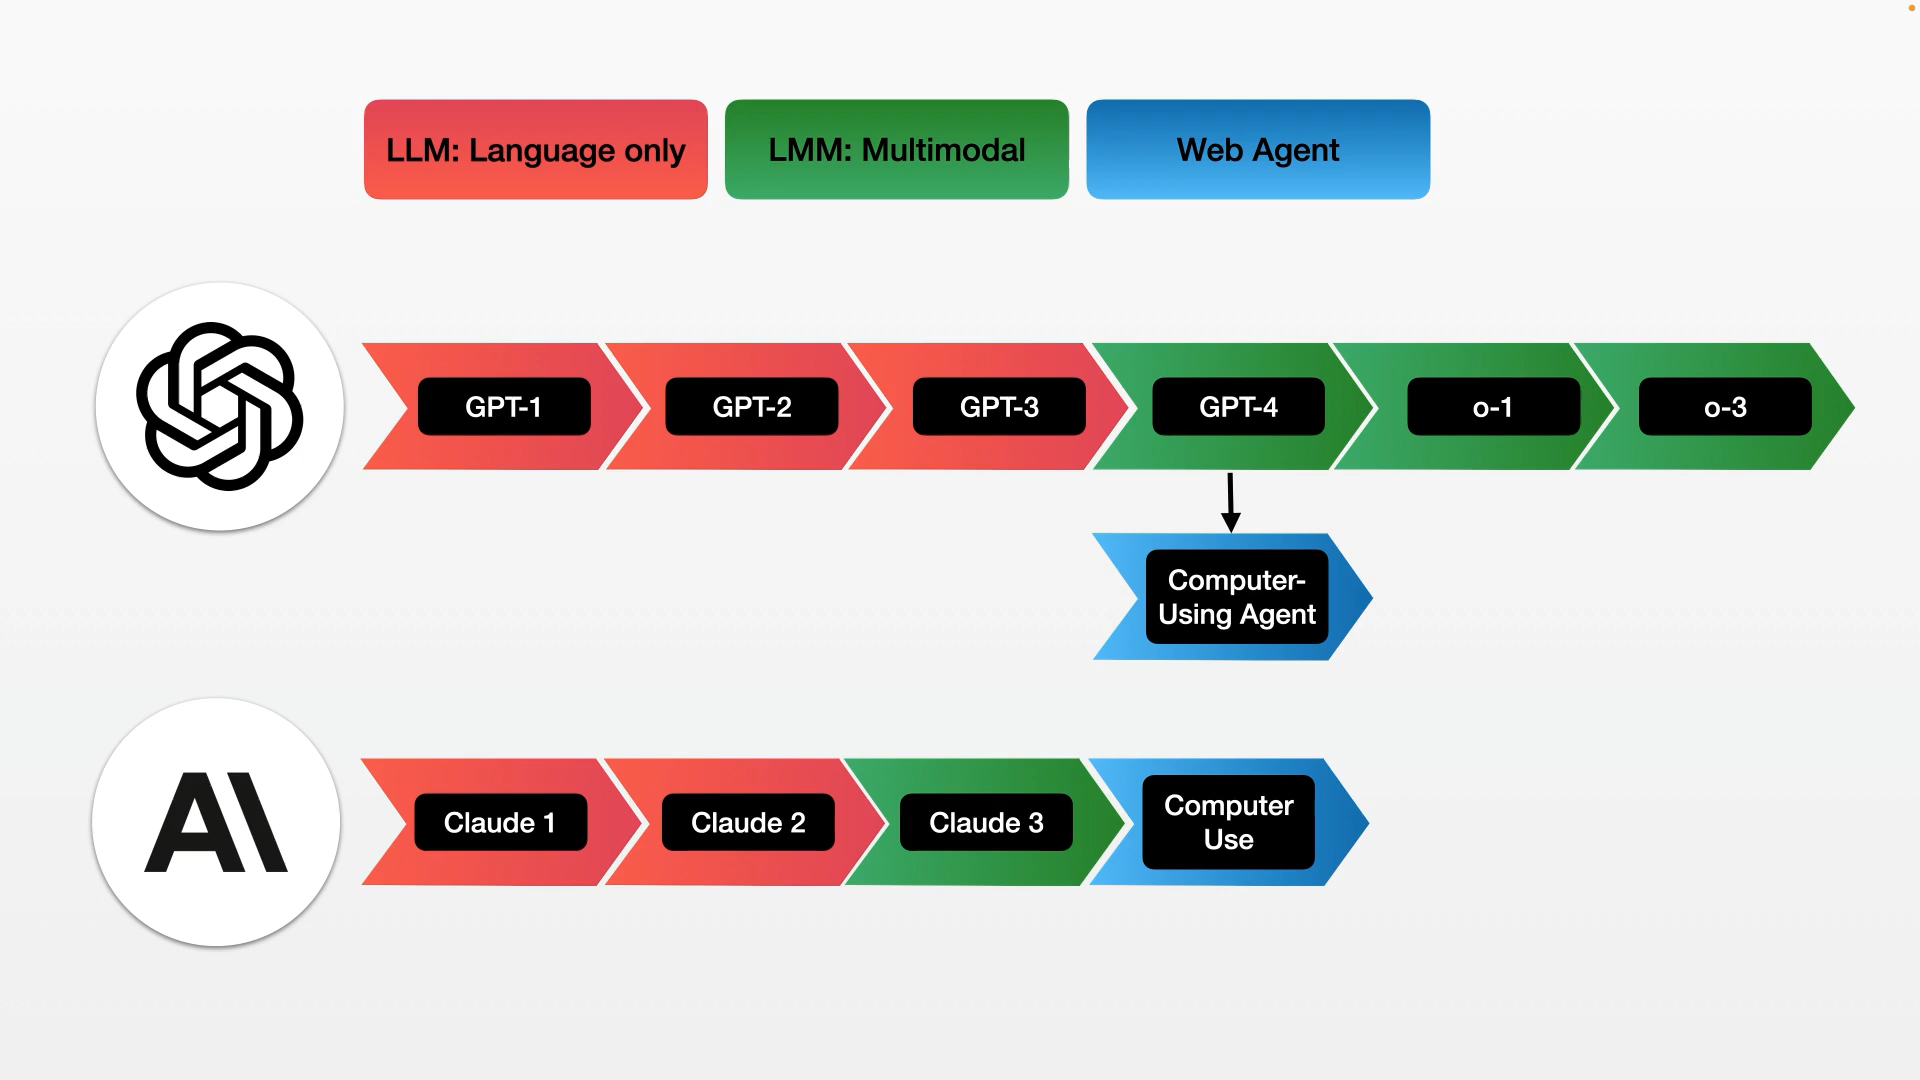 LLM: Language only
LMM: Multimodal
Web Agent
GPT-1
GPT-2
GPT-3
GPT-4
o-1
o-3
Computer-
Using Agent
Claude 1
Claude 2
Claude 3
Computer
Use